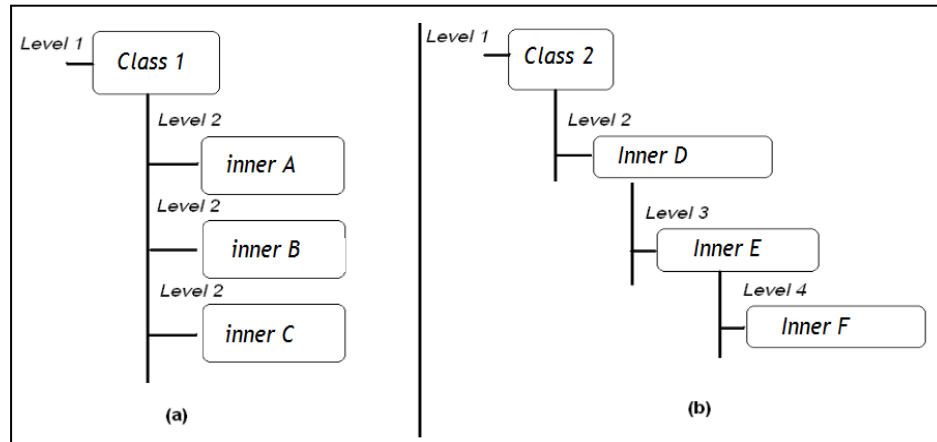 Level 1
Class 1
Level 2
inner A
Level 2
inner B
Level 2
inner C
(a)
Level 1
Class 2
Level 2
Inner D
Level 3
Inner E
Level 4
Inner F
(b)